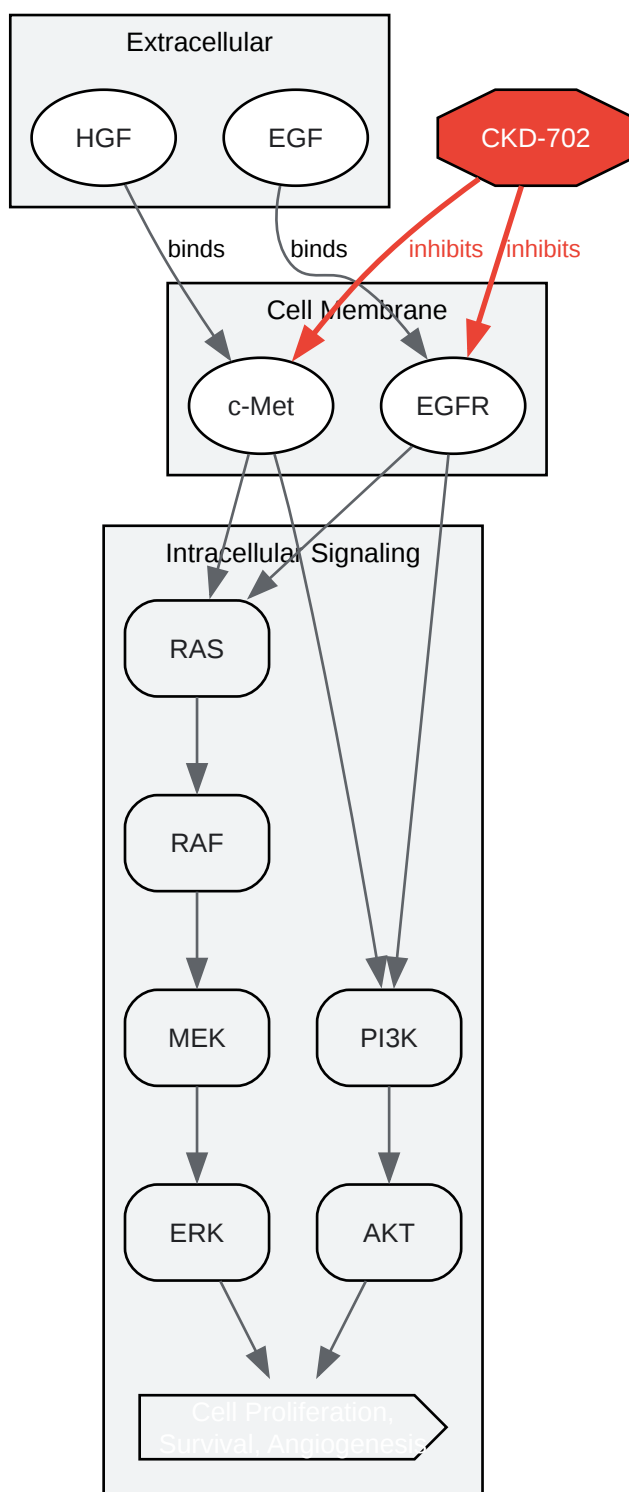 Extracellular
HGF
EGF
CKD-702
binds
binds
inhibits
inhibits
Cell Membrane
c-Met
EGFR
Intracellular Signaling
RAS
RAF
MEK
PI3K
ERK
AKT
Cell Proliferation,
Survival, Angiogenesis